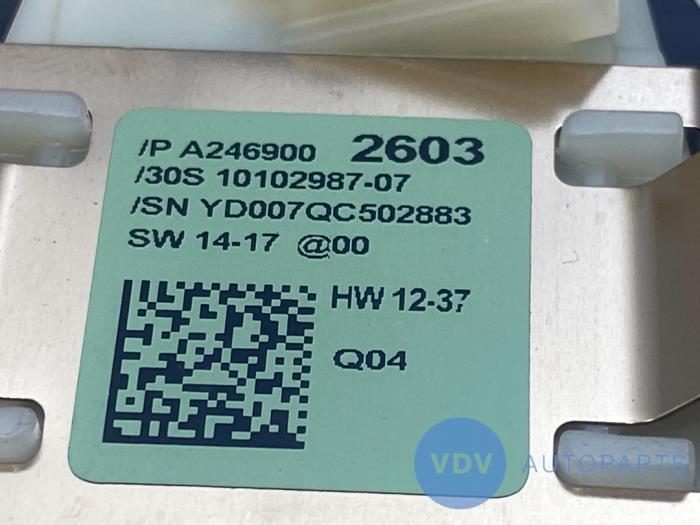 /P A246900 2603
/30S 10102987-07
/SN YD007QC502883
SW 14-17 @00
HW 12-37
Q04
VDV AUTOPARTS